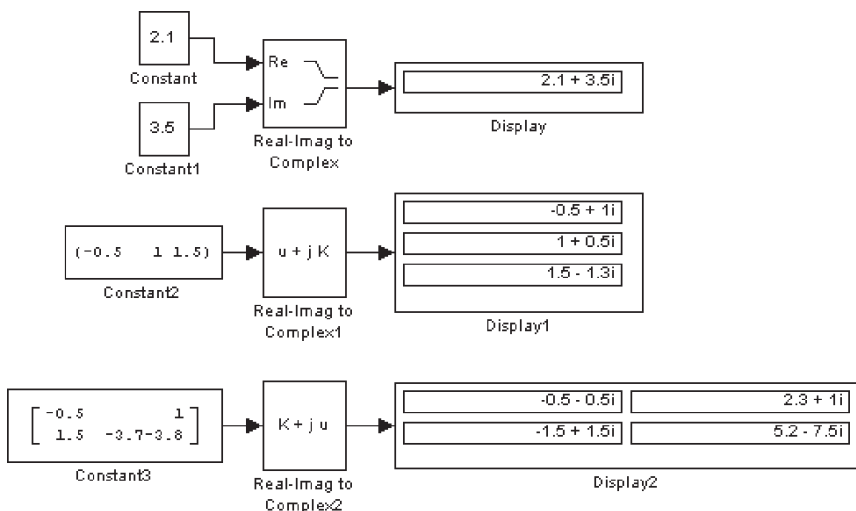 2.1
Constant
3.5
Constant1
Re
Im
Real-Imag to
Complex
2.1 + 3.5i
Display
(-0.5 1 1.5)
Constant2
u + j K
Real-Imag to
Complex1
-0.5 + 1i
1 + 0.5i
1.5 - 1.3i
Display1
-0.5 1
1.5 -3.7-3.8
Constant3
K + j u
Real-Imag to
Complex2
-0.5 - 0.5i 2.3 + 1i
-1.5 + 1.5i 5.2 - 7.5i
Display2